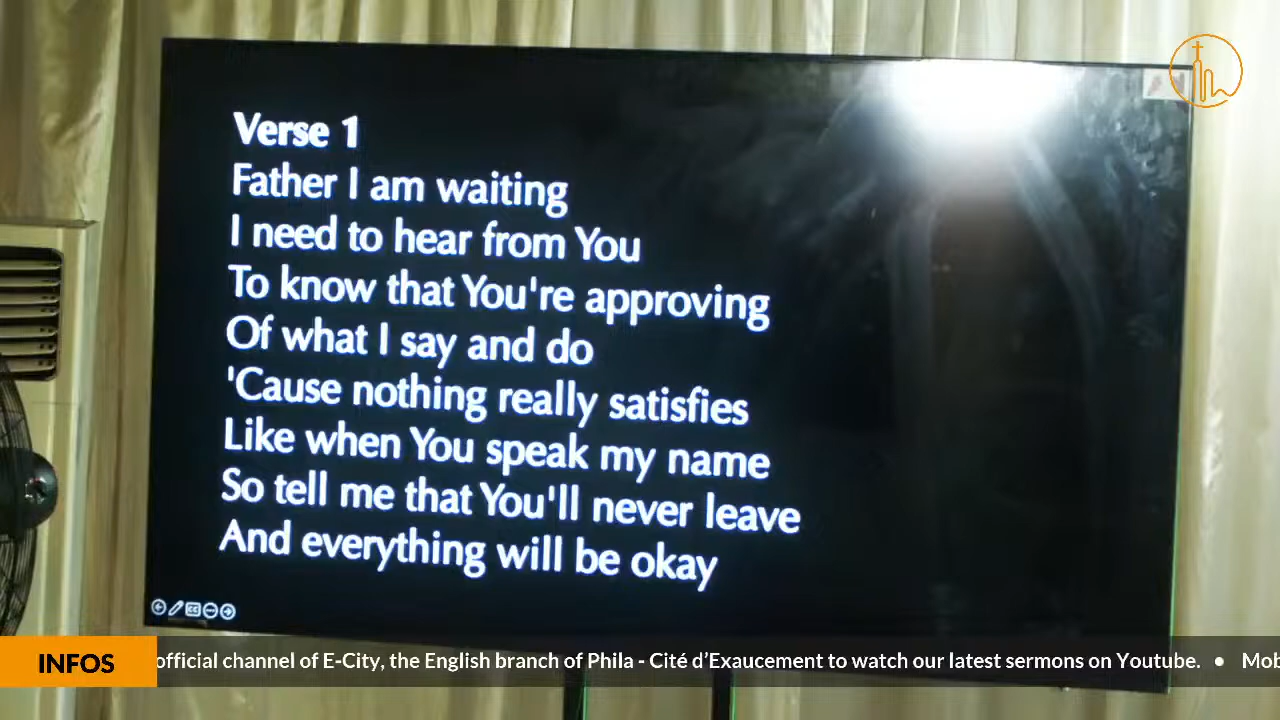 Verse 1
Father I am waiting
I need to hear from You
To know that You're approving
Of what I say and do
'Cause nothing really satisfies
Like when You speak my name
So tell me that You'll never leave
And everything will be okay
INFOS
official channel of E-City, the English branch of Phila - Cité d'Exaucement to watch our latest sermons on Youtube. • Mob